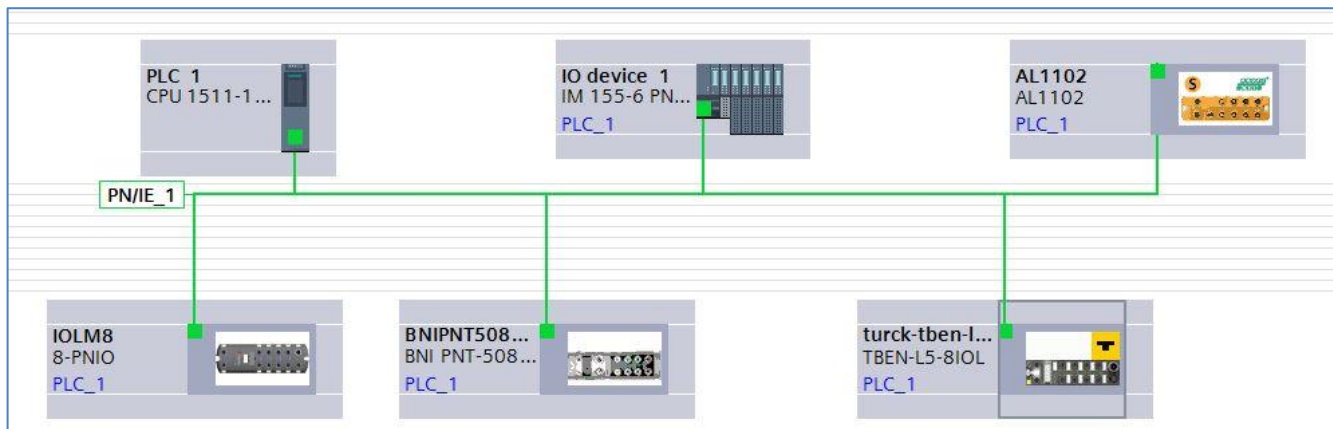 PLC_1
CPU 1511-1...
IO device_1
IM 155-6 PN...
PLC_1
AL1102
AL1102
PLC_1
PN/IE_1
IOLM8
8-PNIO
PLC_1
BNIPNT508...
BNI PNT-508...
PLC_1
turck-tben-l...
TBEN-L5-8IOL
PLC_1